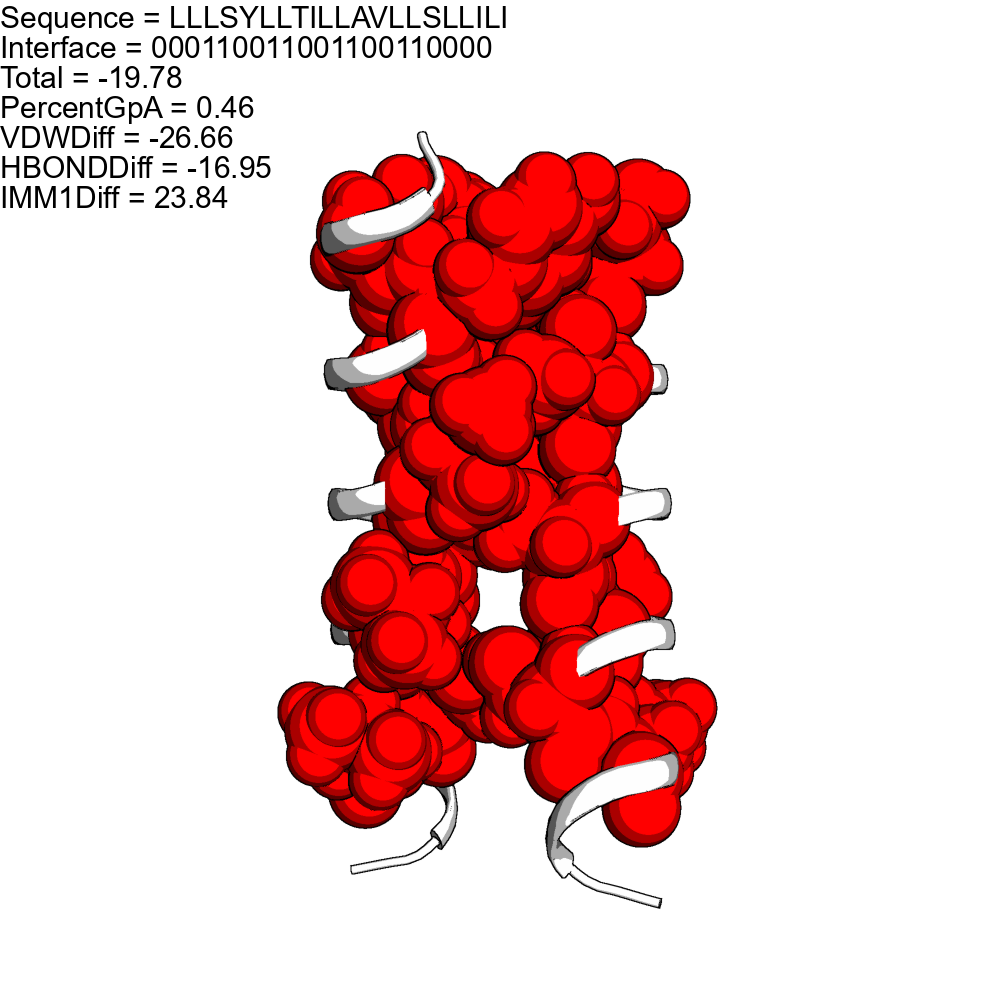 Sequence = LLLSYLLTILLAVLLSLLILI
Interface = 000110011001100110000
Total = -19.78
PercentGpA = 0.46
VDWDiff = -26.66
HBONDDiff = -16.95
IMM1Diff = 23.84